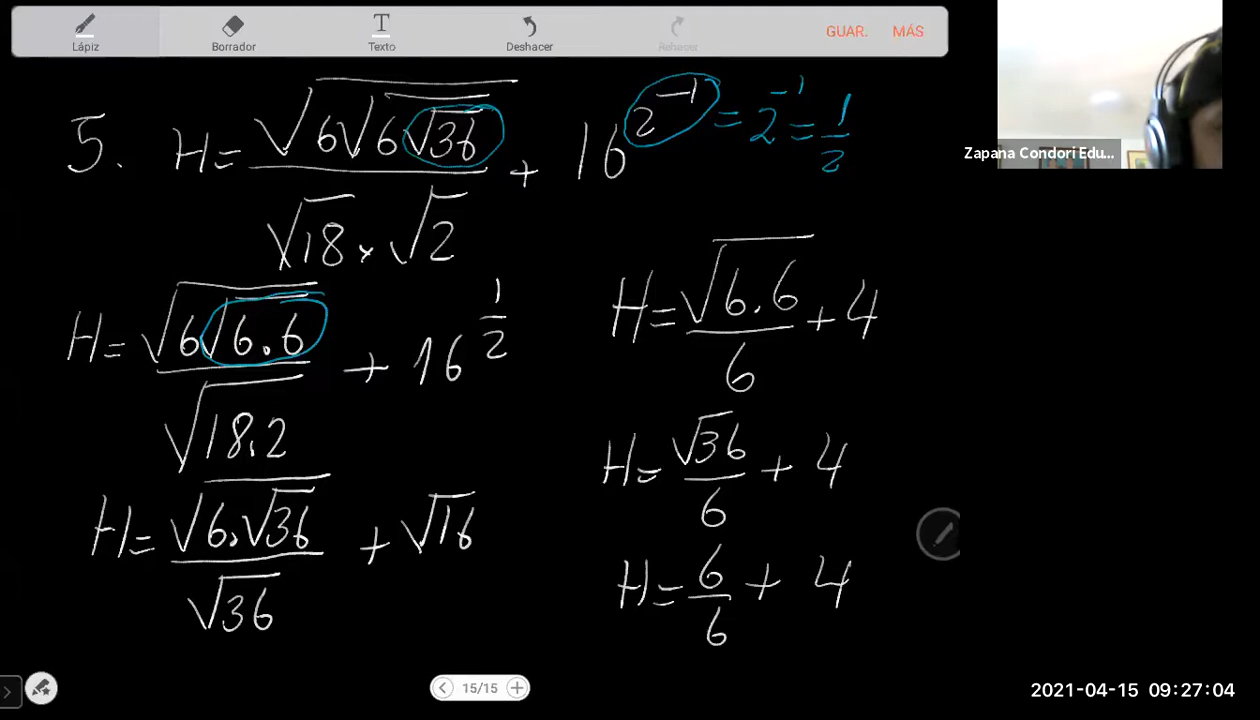 Lápiz Borrador Texto Deshacer Rehacer GUAR. MÁS
5. H = √(6√(6√36)) / (√18 × √2) + 16^(2^-1) = 2^-1 = 1/2
Zapana Condori Edu...
H = √(6√(6.6)) / √(18.2) + 16^(1/2)
H = √(6.√36) / √36 + √16
H = √(6.6) / 6 + 4
H = √36 / 6 + 4
H = 6/6 + 4
15/15
2021-04-15 09:27:04